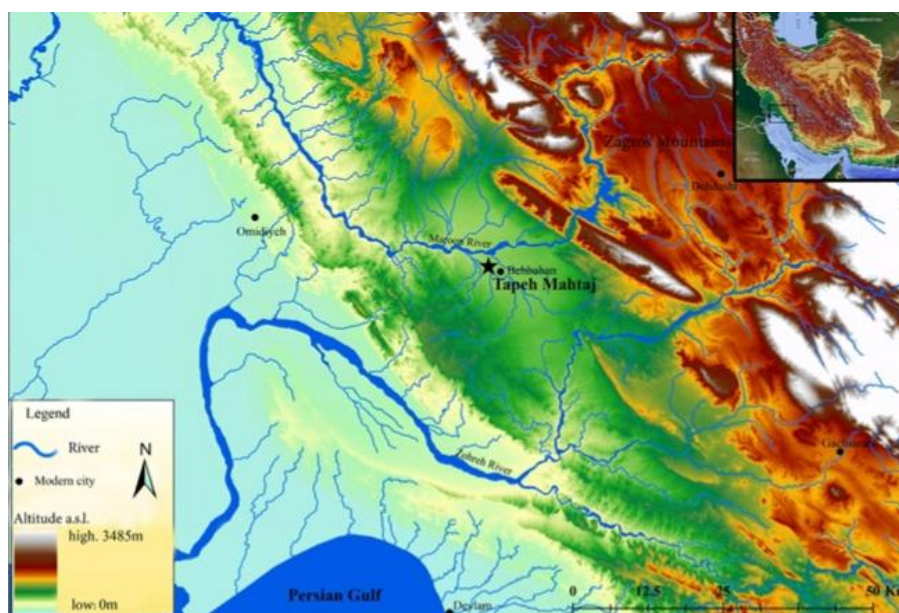 Zagros Mountains
Dehdasht
Omidiyeh
Maroon River
Behbahan
Tapeh Mahtaj
Legend
River
N
Modern city
Zohreh River
Gachsaran
Altitude a.s.l.
high. 3485m
low: 0m
Persian Gulf
Deylam
0 12.5 25 50 Km